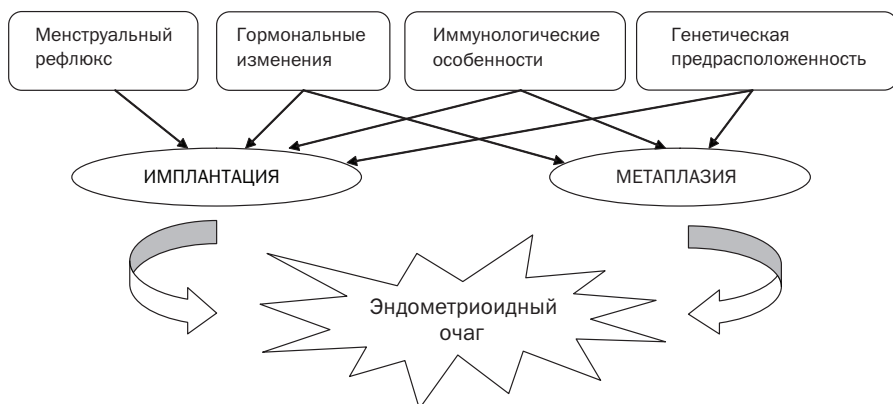 Менструальный
рефлюкс
Гормональные
изменения
Иммунологические
особенности
Генетическая
предрасположенность
ИМПЛАНТАЦИЯ
МЕТАПЛАЗИЯ
Эндометриоидный
очаг